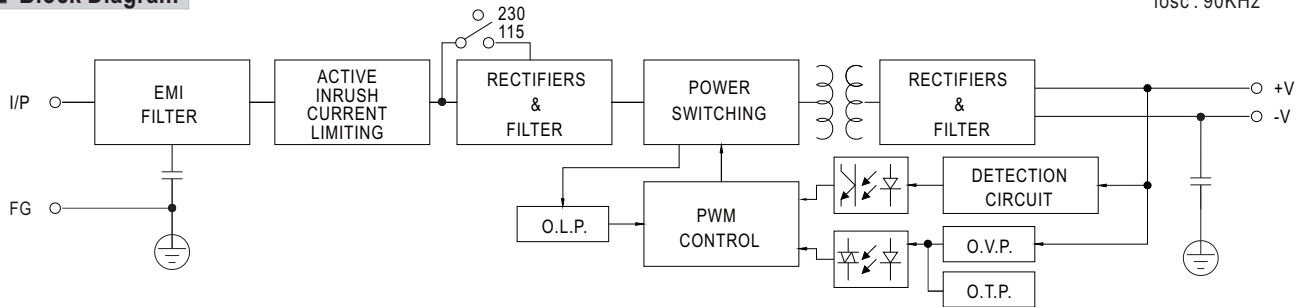 Block Diagram
fosc : 90KHz
230
115
I/P
EMI
FILTER
ACTIVE
INRUSH
CURRENT
LIMITING
RECTIFIERS
&
FILTER
POWER
SWITCHING
RECTIFIERS
&
FILTER
+V
-V
FG
O.L.P.
PWM
CONTROL
DETECTION
CIRCUIT
O.V.P.
O.T.P.